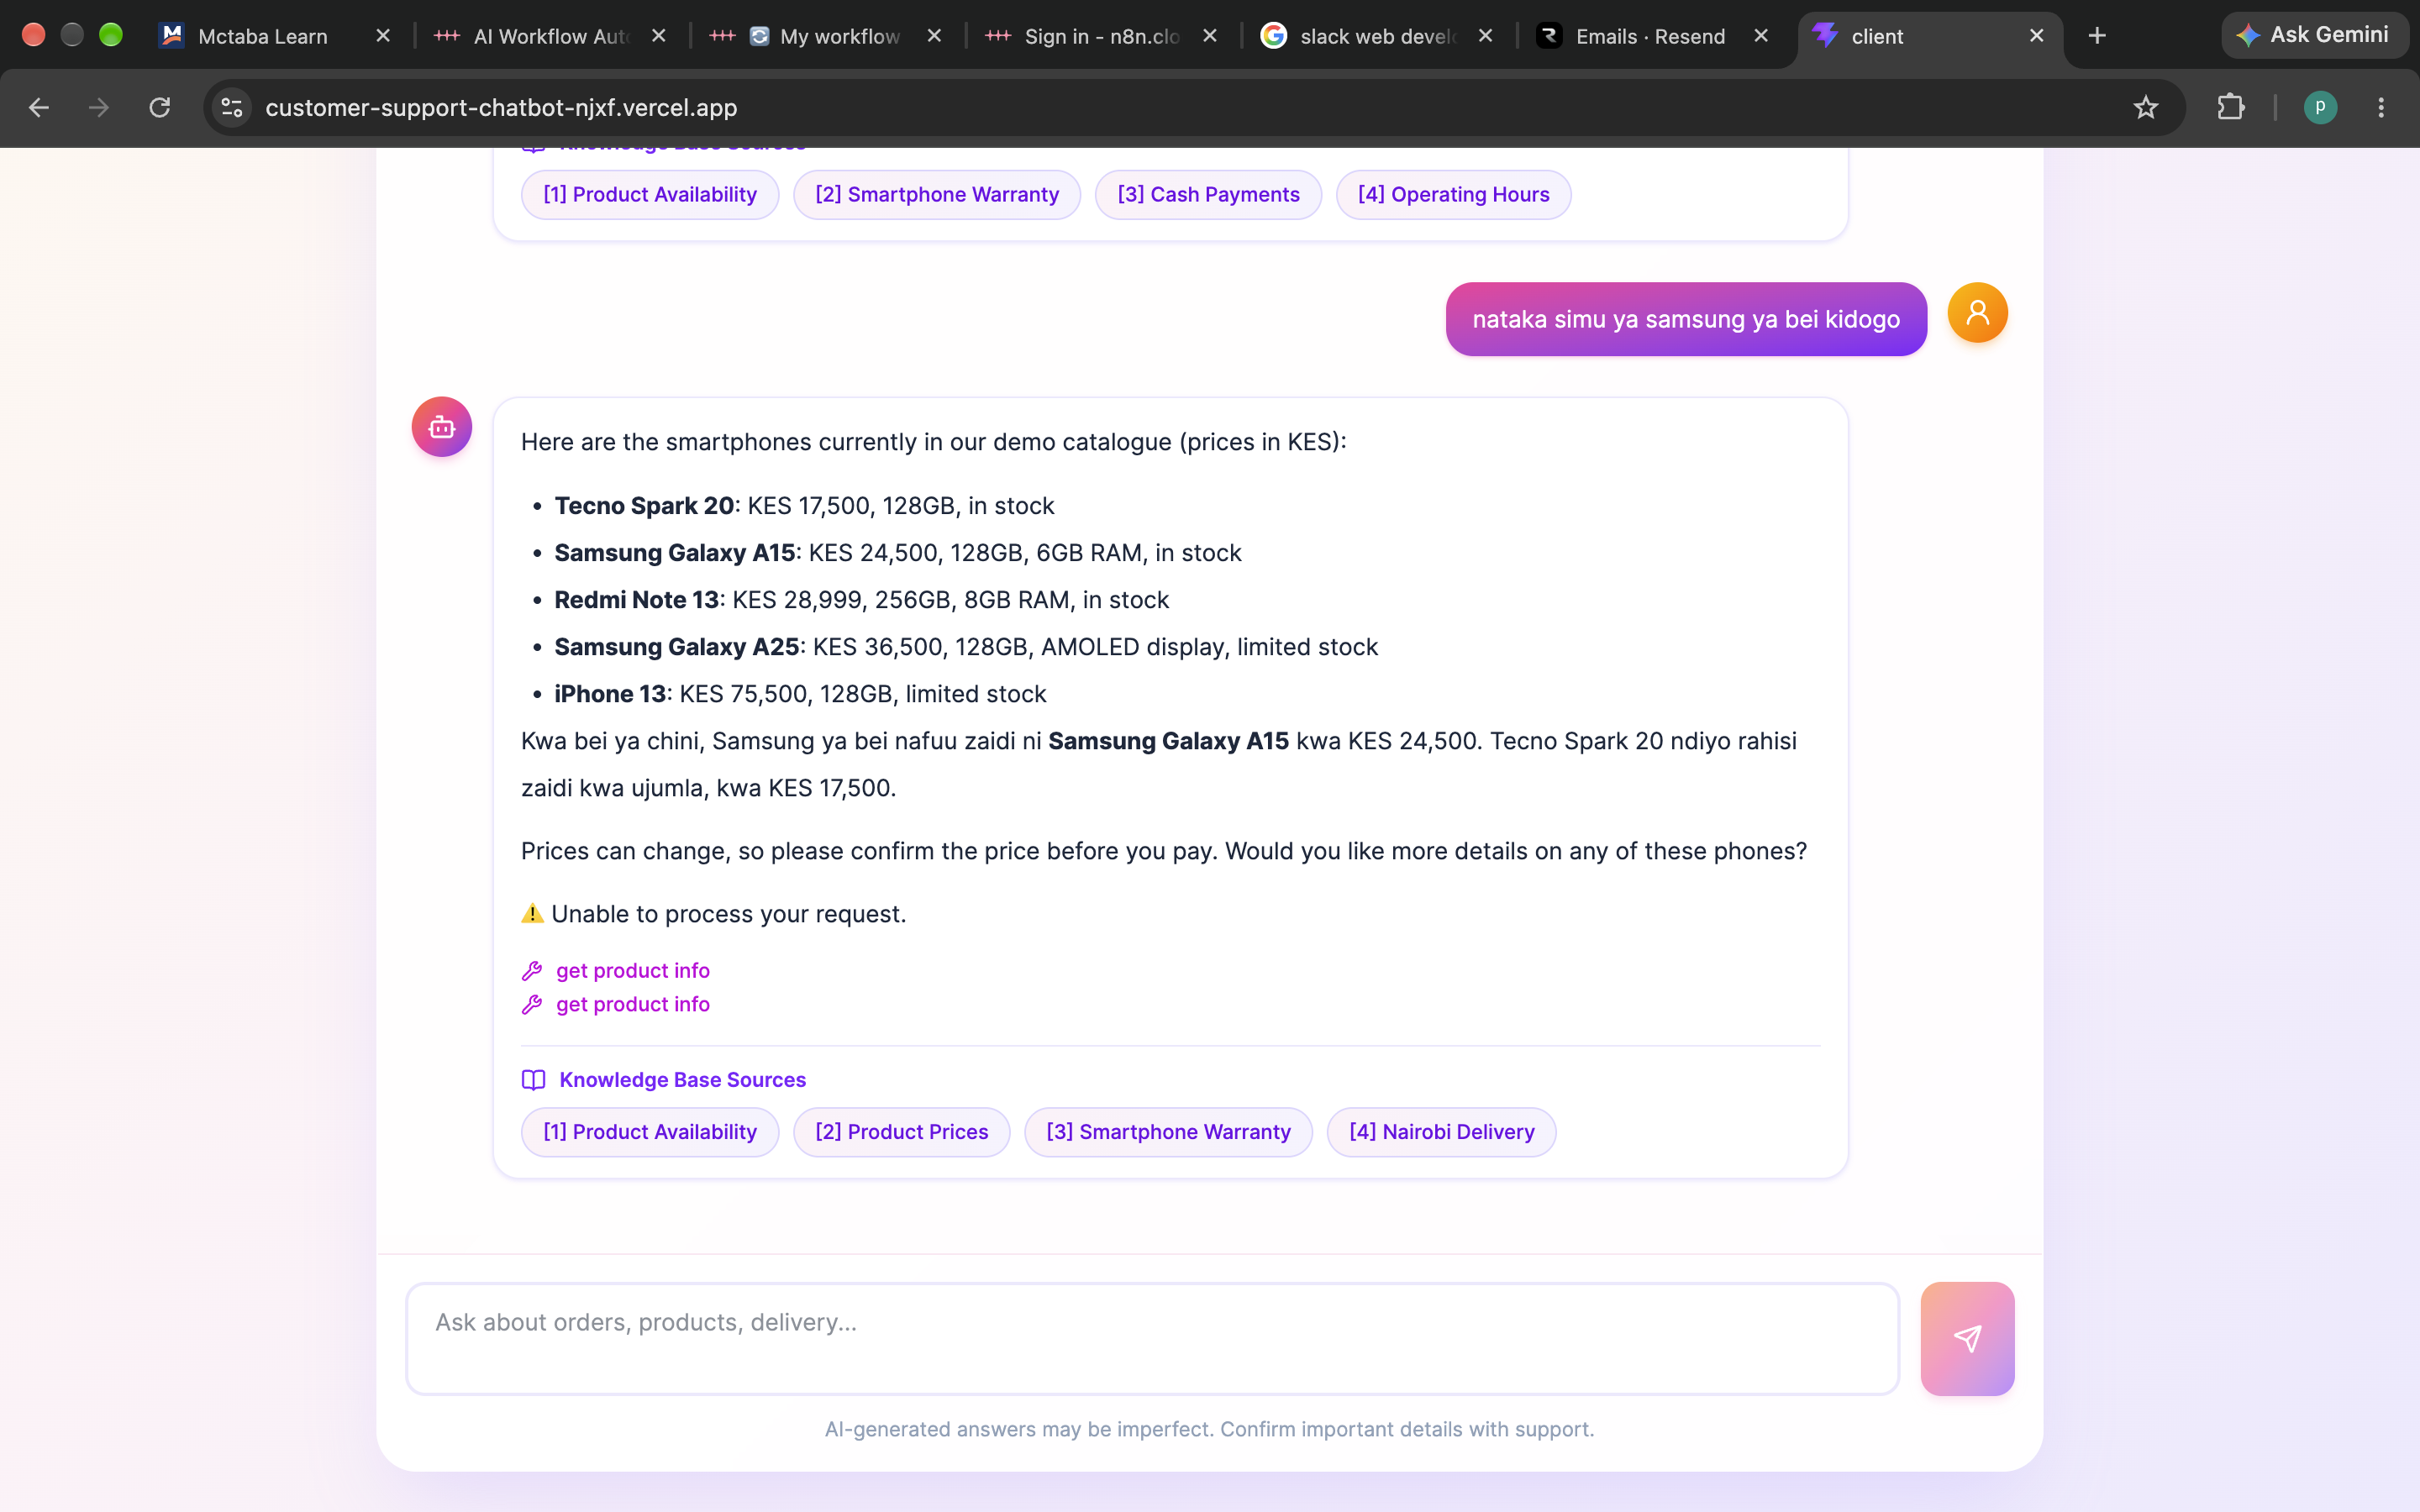 Mctaba Learn
AI Workflow Aut
My workflow
Sign in - n8n.clo
slack web devel
Emails · Resend
client
Ask Gemini
customer-support-chatbot-njxf.vercel.app
p
Knowledge Base Sources
[1] Product Availability
[2] Smartphone Warranty
[3] Cash Payments
[4] Operating Hours
nataka simu ya samsung ya bei kidogo
Here are the smartphones currently in our demo catalogue (prices in KES):
• Tecno Spark 20: KES 17,500, 128GB, in stock
• Samsung Galaxy A15: KES 24,500, 128GB, 6GB RAM, in stock
• Redmi Note 13: KES 28,999, 256GB, 8GB RAM, in stock
• Samsung Galaxy A25: KES 36,500, 128GB, AMOLED display, limited stock
• iPhone 13: KES 75,500, 128GB, limited stock
Kwa bei ya chini, Samsung ya bei nafuu zaidi ni Samsung Galaxy A15 kwa KES 24,500. Tecno Spark 20 ndiyo rahisi
zaidi kwa ujumla, kwa KES 17,500.
Prices can change, so please confirm the price before you pay. Would you like more details on any of these phones?
⚠️ Unable to process your request.
get product info
get product info
Knowledge Base Sources
[1] Product Availability
[2] Product Prices
[3] Smartphone Warranty
[4] Nairobi Delivery
Ask about orders, products, delivery...
AI-generated answers may be imperfect. Confirm important details with support.